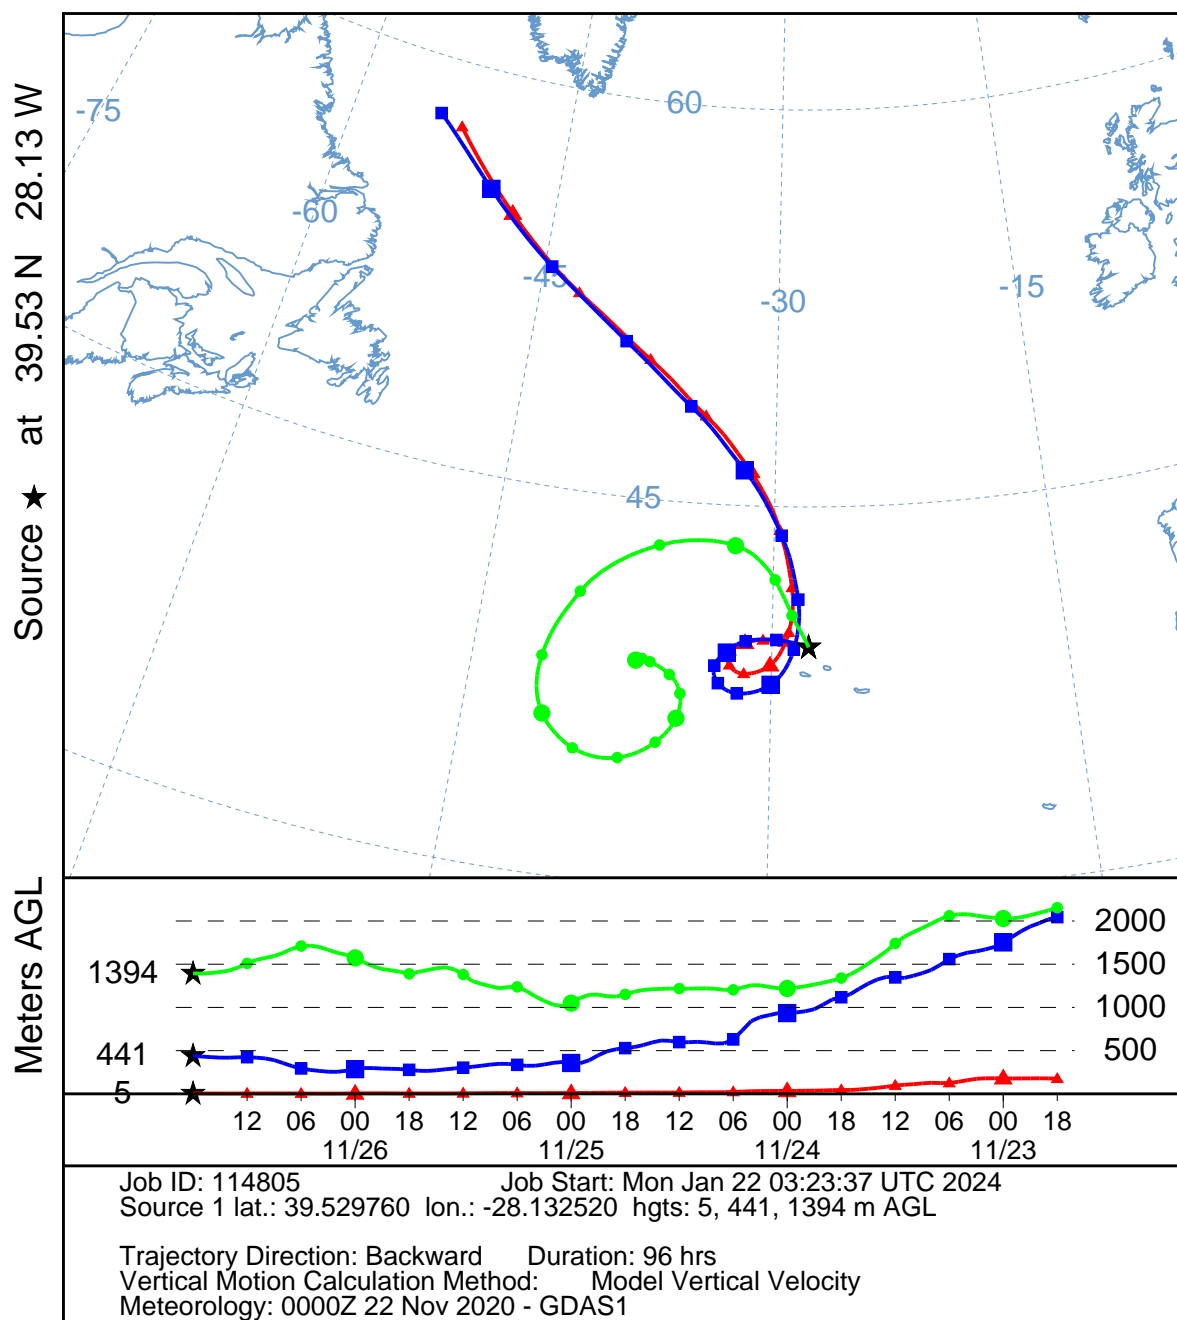 Source ★ at 39.53 N 28.13 W
-75
60
-60
-45
-30
-15
45
Meters AGL
2000
1394
1500
1000
441
500
5
12 06 00 18 12 06 00 18 12 06 00 18 12 06 00 18
11/26 11/25 11/24 11/23
Job ID: 114805 Job Start: Mon Jan 22 03:23:37 UTC 2024
Source 1 lat.: 39.529760 lon.: -28.132520 hgts: 5, 441, 1394 m AGL
Trajectory Direction: Backward Duration: 96 hrs
Vertical Motion Calculation Method: Model Vertical Velocity
Meteorology: 0000Z 22 Nov 2020 - GDAS1